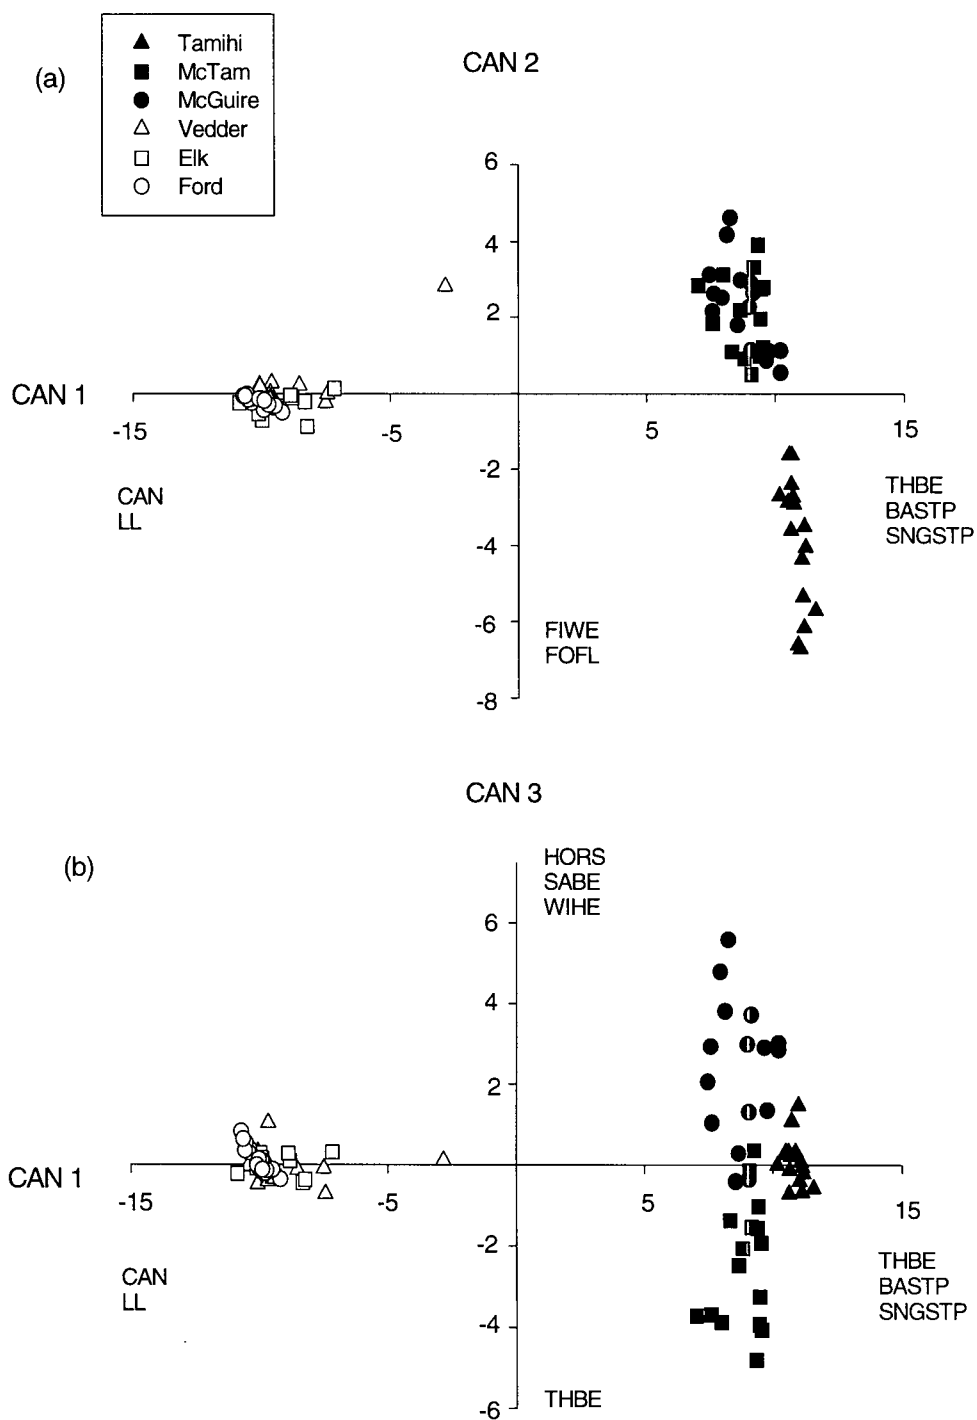 Tamihi
McTam
McGuire
Vedder
Elk
Ford
(a)
CAN 2
6
4
2
CAN 1
-15
-5
5
15
-2
-4
-6
-8
CAN
LL
THBE
BASTP
SNGSTP
FIWE
FOFL
CAN 3
(b)
HORS
SABE
WIHE
6
4
2
CAN 1
-15
-5
5
15
-2
-4
-6
CAN
LL
THBE
BASTP
SNGSTP
THBE